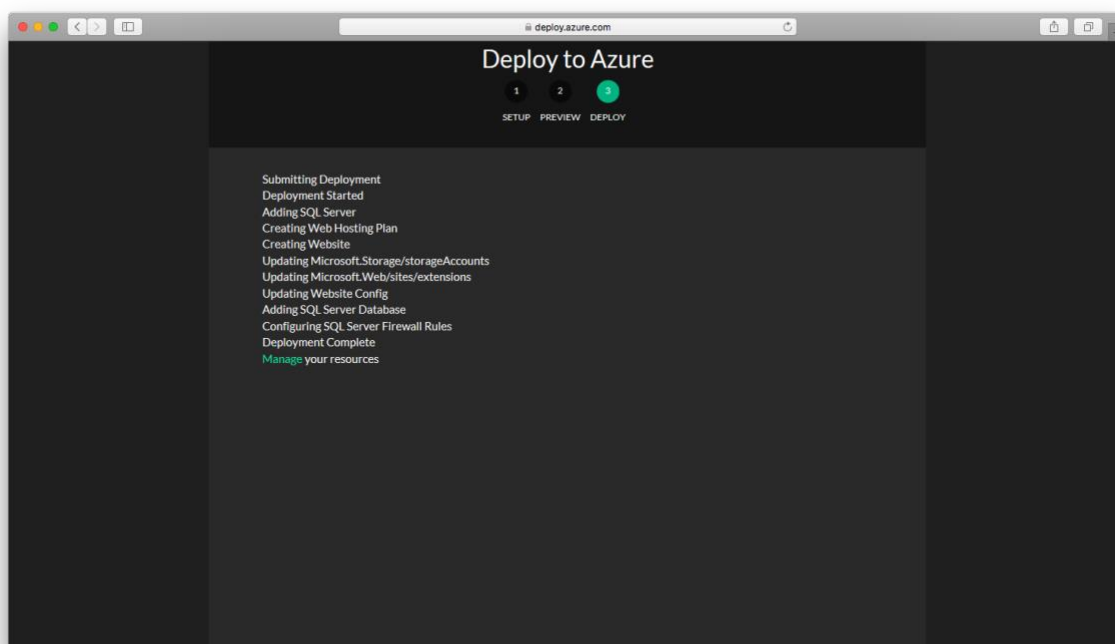 deploy.azure.com
Deploy to Azure
1 2 3
SETUP PREVIEW DEPLOY
Submitting Deployment
Deployment Started
Adding SQL Server
Creating Web Hosting Plan
Creating Website
Updating Microsoft.Storage/storageAccounts
Updating Microsoft.Web/sites/extensions
Updating Website Config
Adding SQL Server Database
Configuring SQL Server Firewall Rules
Deployment Complete
Manage your resources